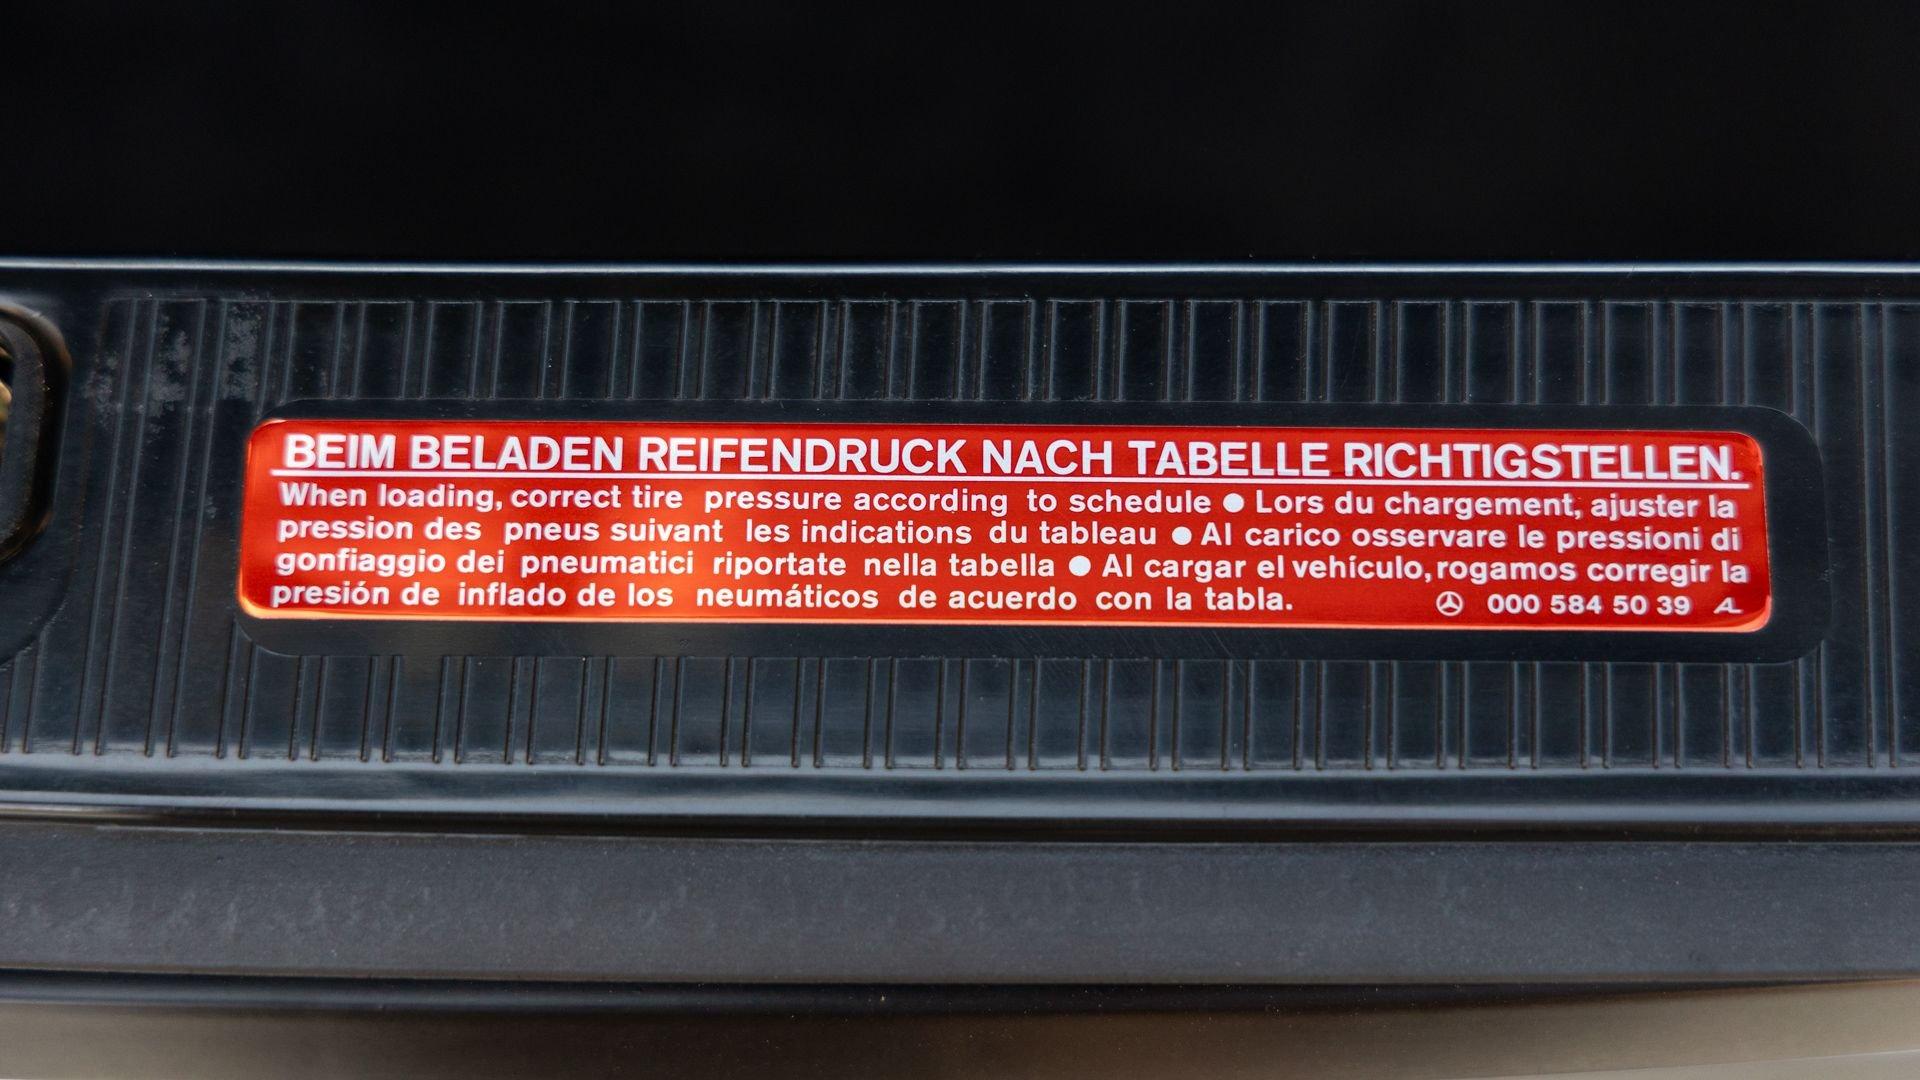 BEIM BELADEN REIFENDRUCK NACH TABELLE RICHTIGSTELLEN.
When loading, correct tire pressure according to schedule ● Lors du chargement, ajuster la
pression des pneus suivant les indications du tableau ● Al carico osservare le pressioni di
gonfiaggio dei pneumatici riportate nella tabella ● Al cargar el vehículo, rogamos corregir la
presión de inflado de los neumáticos de acuerdo con la tabla.
000 584 50 39 AL